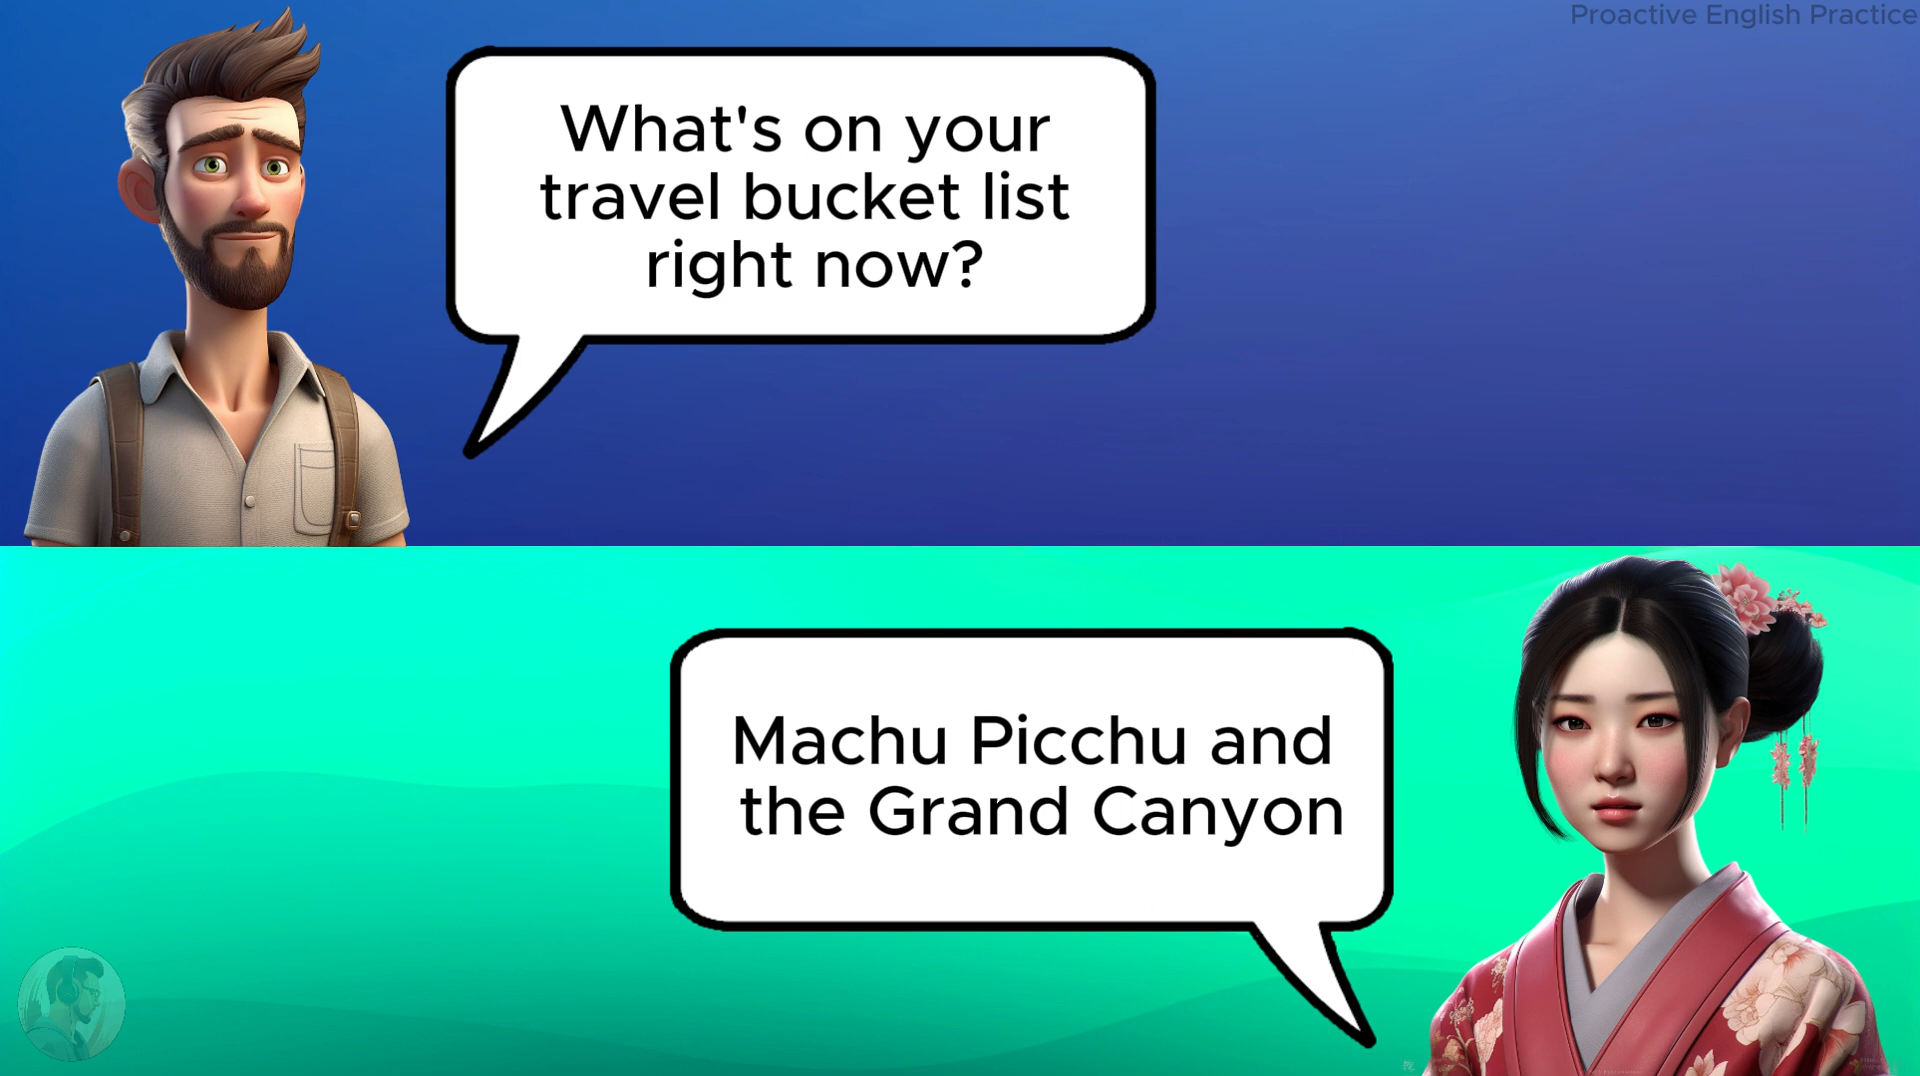 Proactive English Practice
What's on your
travel bucket list
right now?
Machu Picchu and
the Grand Canyon